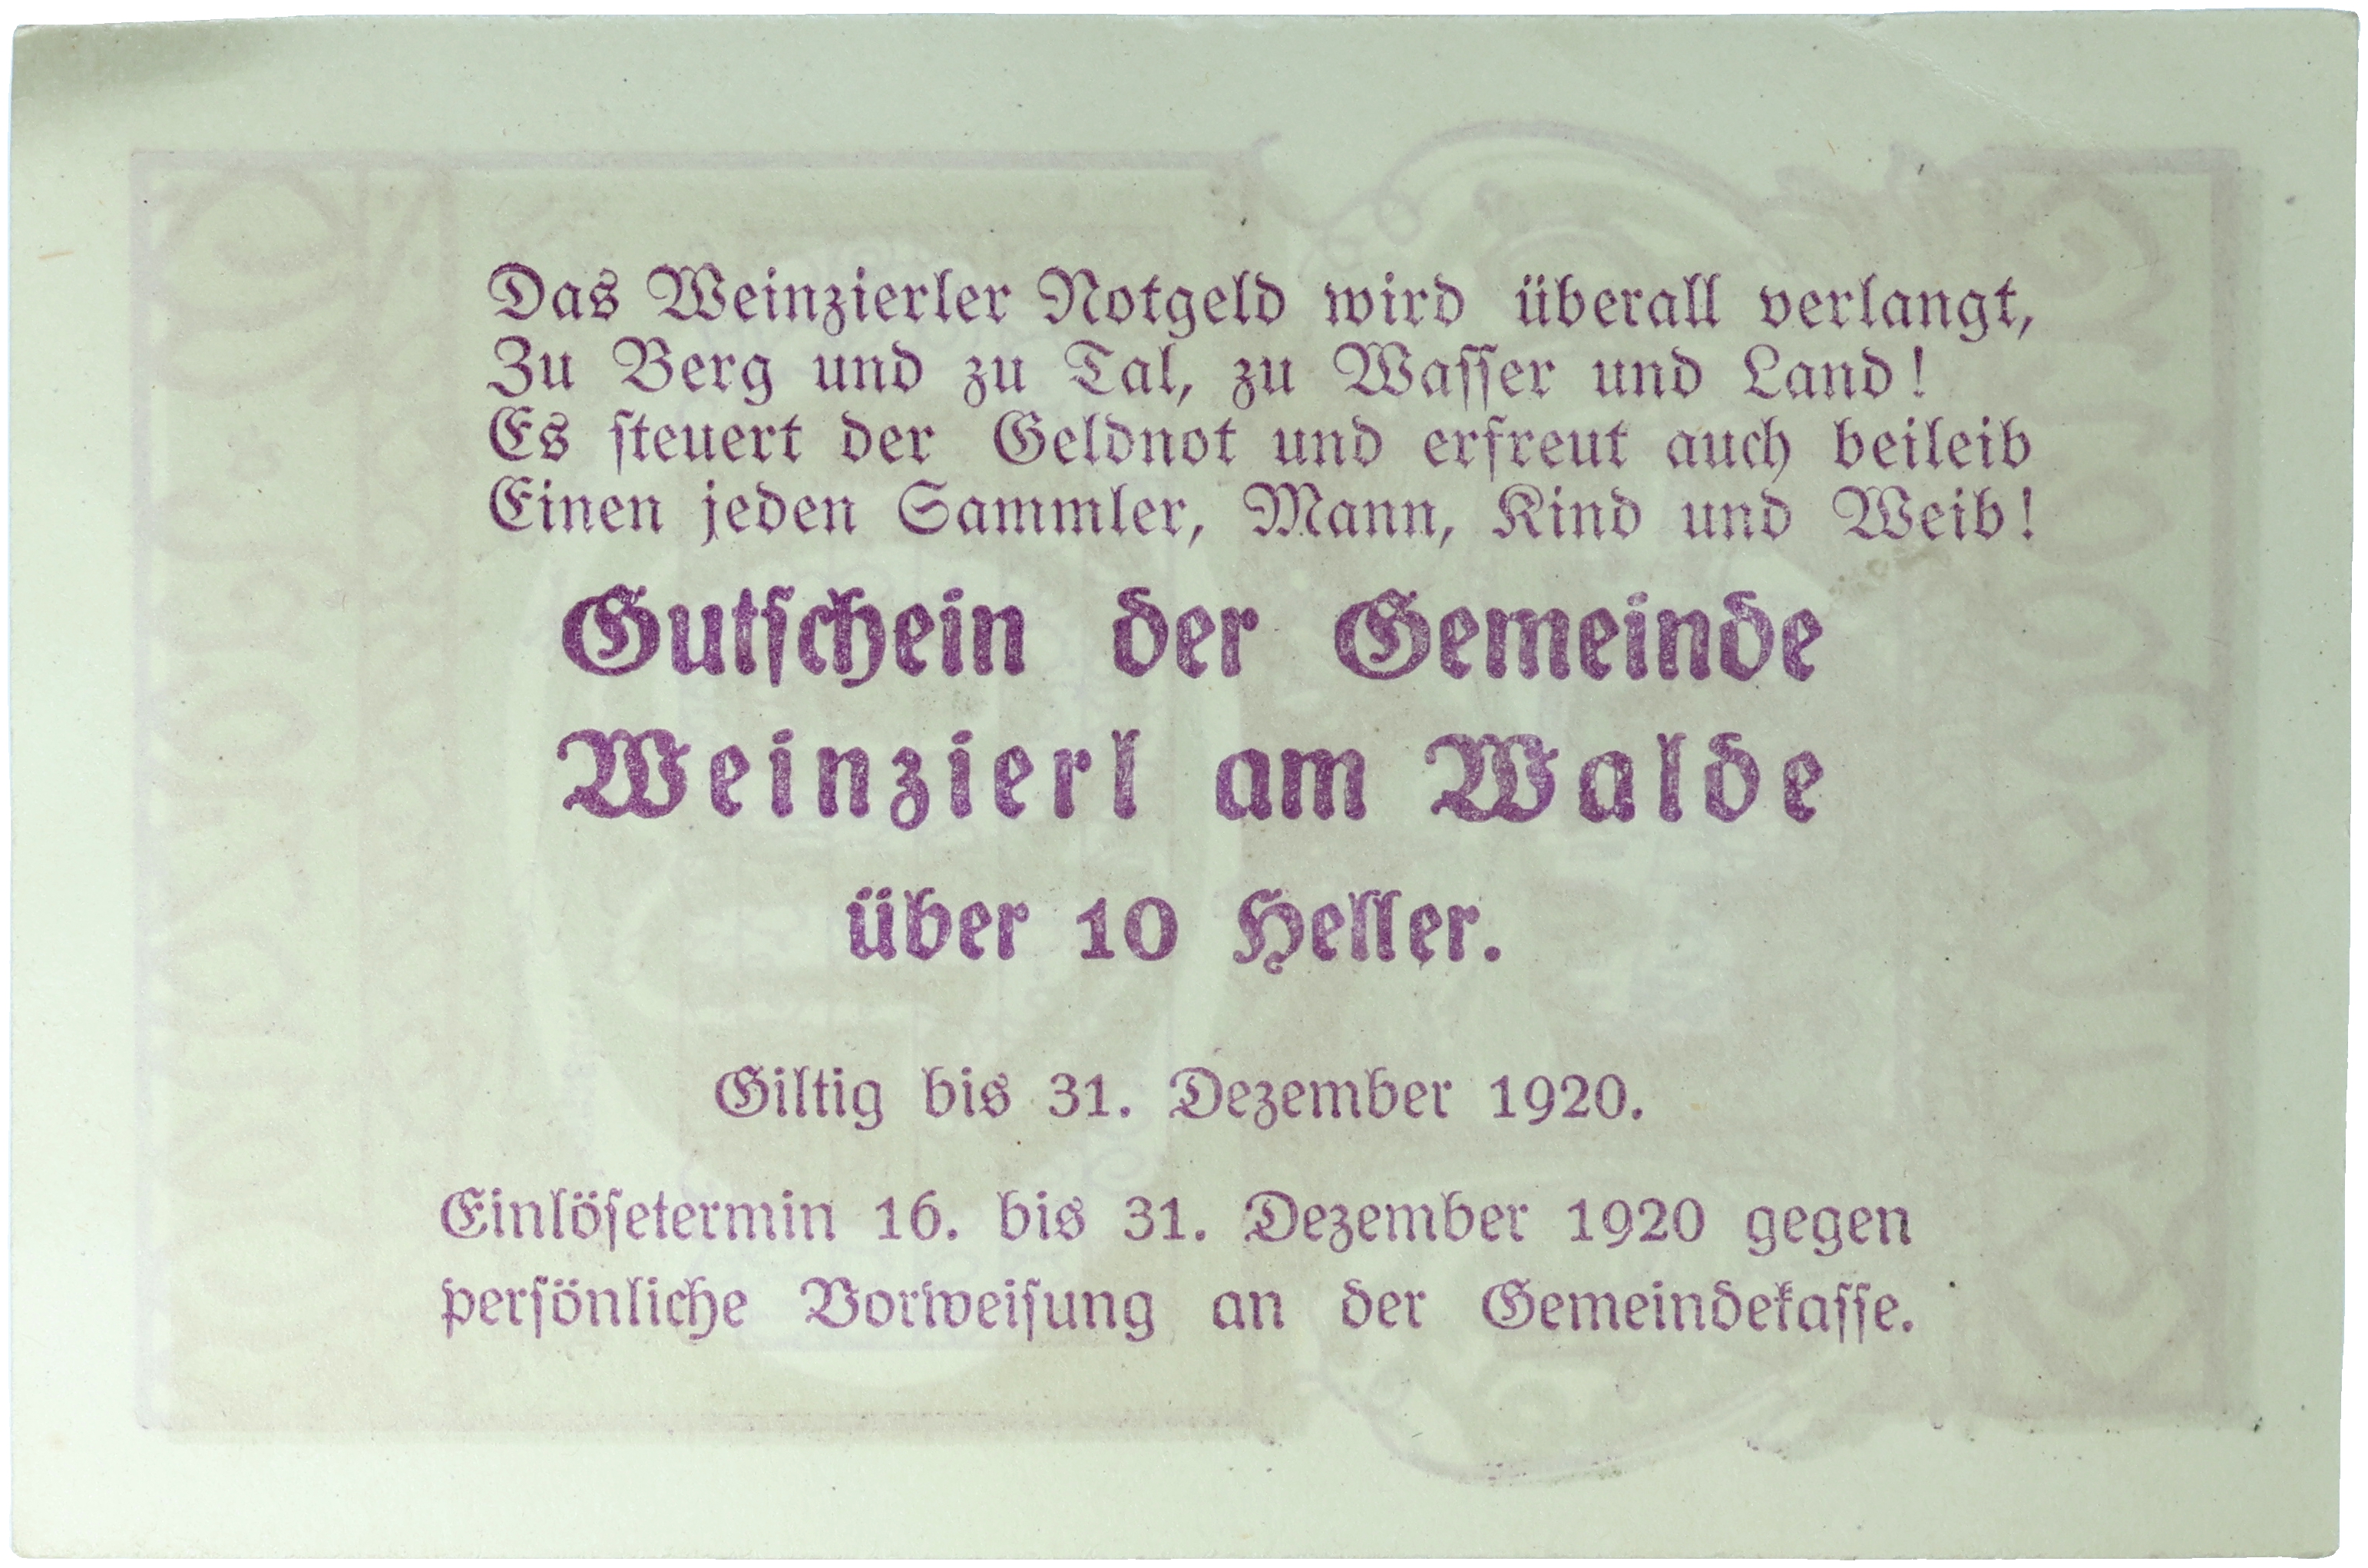 Das Weinzierler Notgeld wird überall verlangt,
Zu Berg und zu Tal, zu Wasser und Land!
Es steuert der Geldnot und erfreut auch beileib
Einen jeden Sammler, Mann, Kind und Weib!
Gutschein der Gemeinde
Weinzierl am Walde
über 10 Heller.
Giltig bis 31. Dezember 1920.
Einlösetermin 16. bis 31. Dezember 1920 gegen
persönliche Vorweisung an der Gemeindekasse.